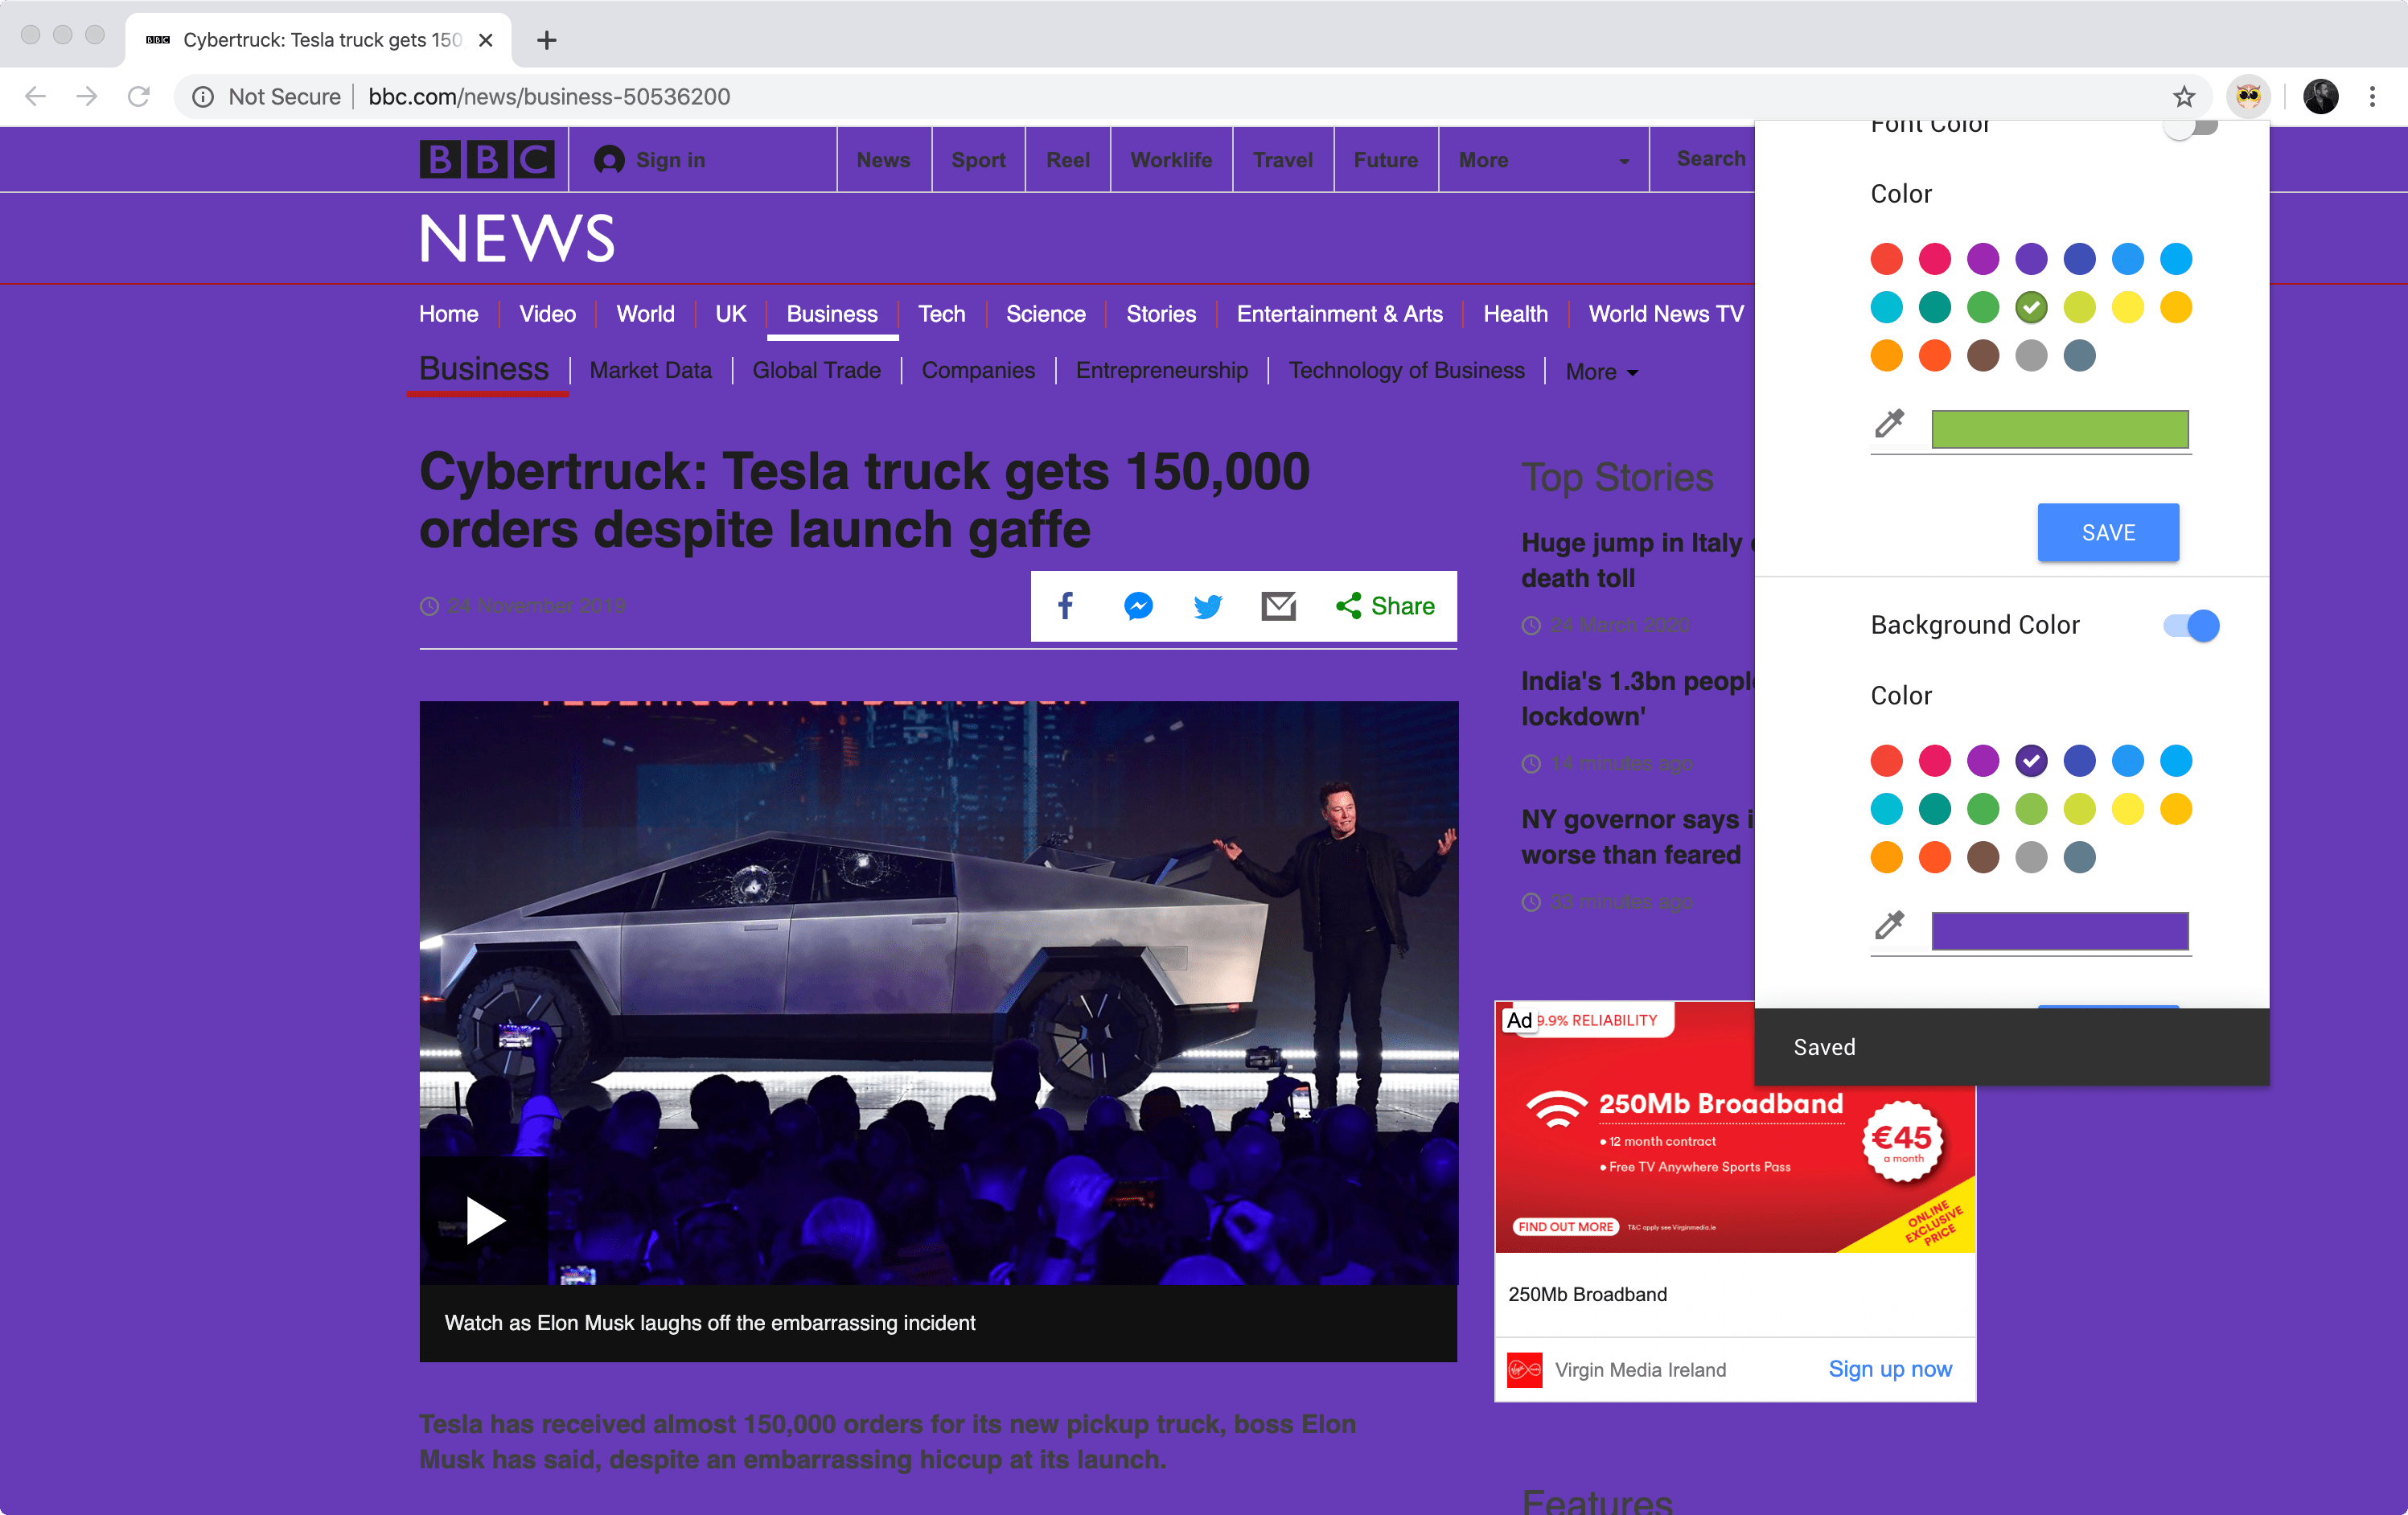 BBC Cybertruck: Tesla truck gets 150
Not Secure bbc.com/news/business-50536200
BBC Sign in News Sport Reel Worklife Travel Future More Search
NEWS
Home Video World UK Business Tech Science Stories Entertainment & Arts Health World News TV
Business Market Data Global Trade Companies Entrepreneurship Technology of Business More
Cybertruck: Tesla truck gets 150,000
orders despite launch gaffe
24 November 2019
Share
Watch as Elon Musk laughs off the embarrassing incident
Tesla has received almost 150,000 orders for its new pickup truck, boss Elon
Musk has said, despite an embarrassing hiccup at its launch.
Top Stories
Huge jump in Italy
death toll
24 March 2020
India's 1.3bn people
lockdown'
14 minutes ago
NY governor says
worse than feared
33 minutes ago
Ad 9.9% RELIABILITY
250Mb Broadband
• 12 month contract
• Free TV Anywhere Sports Pass
€45
a month
FIND OUT MORE T&C apply see Virginmedia.ie
ONLINE
EXCLUSIVE
PRICE
250Mb Broadband
Virgin Media Ireland Sign up now
Features
Font Color
Color
SAVE
Background Color
Color
Saved